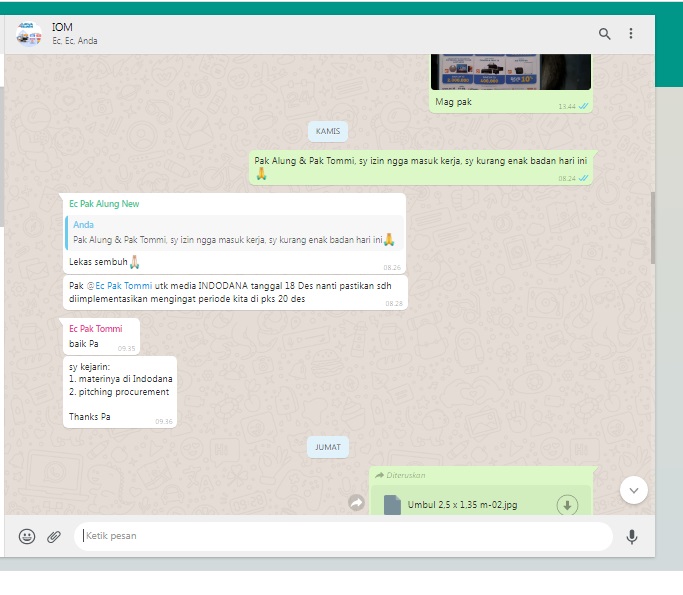 IOM
Ec, Ec, Anda
Mag pak
13.44
KAMIS
Pak Alung & Pak Tommi, sy izin ngga masuk kerja, sy kurang enak badan hari ini
🙏
08.24
Ec Pak Alung New
Anda
Pak Alung & Pak Tommi, sy izin ngga masuk kerja, sy kurang enak badan hari ini🙏
Lekas sembuh🙏🏻
08.26
Pak @Ec Pak Tommi utk media INDODANA tanggal 18 Des nanti pastikan sdh
diimplementasikan mengingat periode kita di pks 20 des
08.28
Ec Pak Tommi
baik Pa
09.35
sy kejarin:
1. materinya di Indodana
2. pitching procurement
Thanks Pa
09.36
JUMAT
Diteruskan
Umbul 2,5 x 1,35 m-02.jpg
Ketik pesan